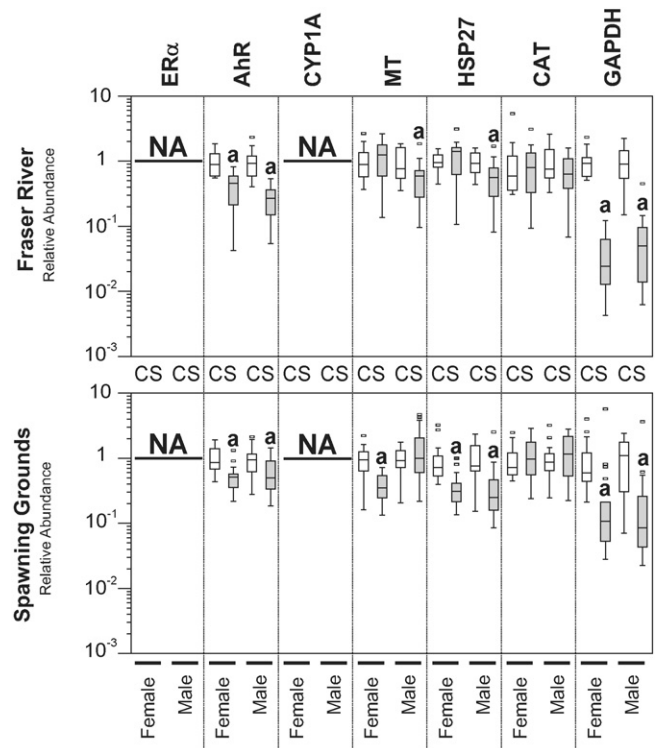 ERα AhR CYP1A MT HSP27 CAT GAPDH
Fraser River
Relative Abundance
10
1
10⁻¹
10⁻²
10⁻³
NA NA
a a a a a a
CS CS CS CS CS CS CS CS CS CS CS CS CS CS
Spawning Grounds
Relative Abundance
10
1
10⁻¹
10⁻²
10⁻³
NA NA
a a a a a a a
Female Male Female Male Female Male Female Male Female Male Female Male Female Male